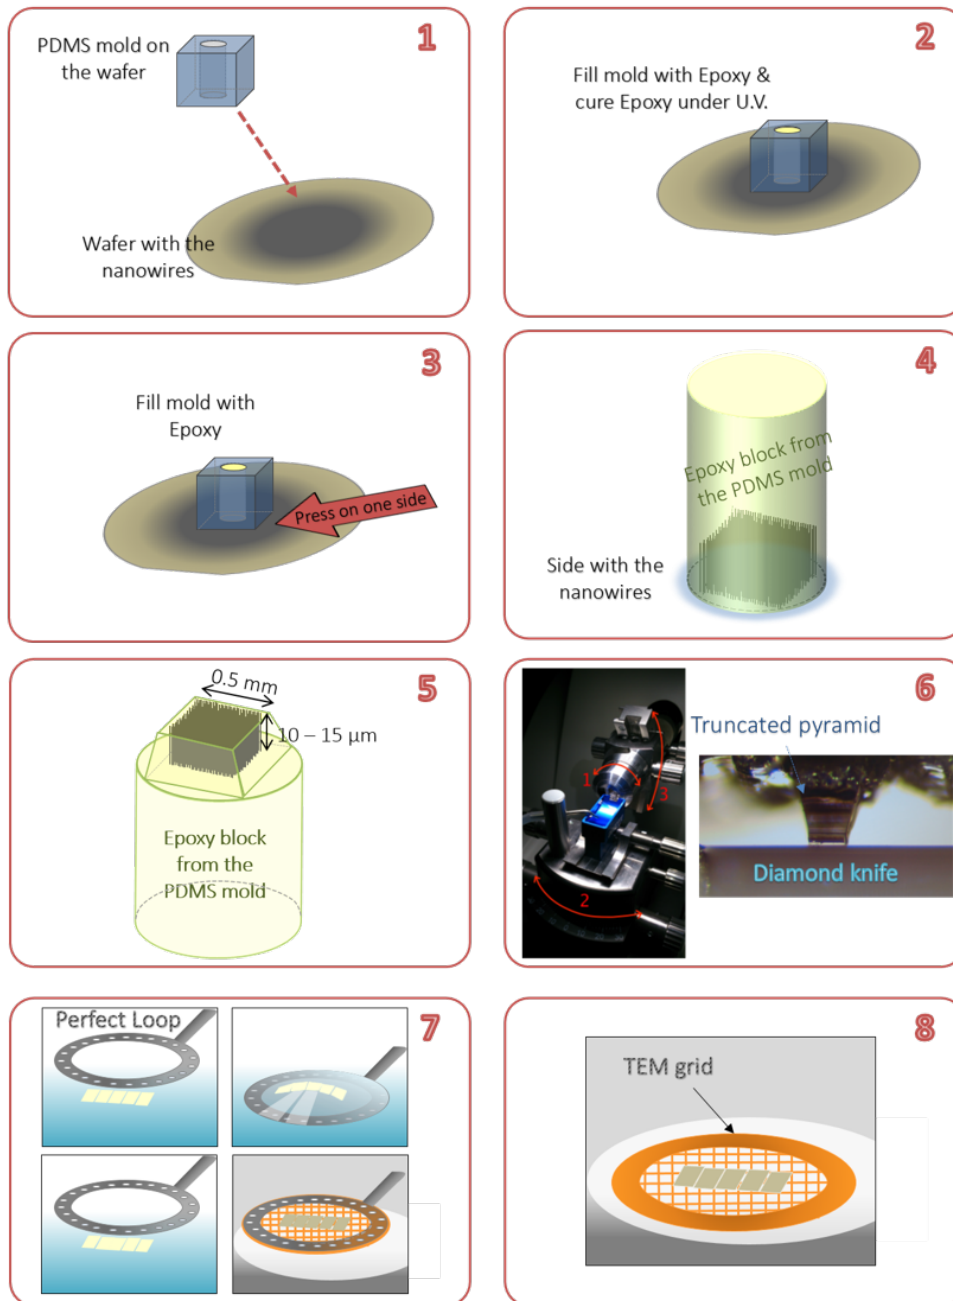 1
PDMS mold on
the wafer
Wafer with the
nanowires
2
Fill mold with Epoxy &
cure Epoxy under U.V.
3
Fill mold with
Epoxy
Press on one side
4
Epoxy block from
the PDMS mold
Side with the
nanowires
5
0.5 mm
10 – 15 µm
Epoxy block
from the
PDMS mold
6
Truncated pyramid
1
3
2
Diamond knife
7
Perfect Loop
8
TEM grid